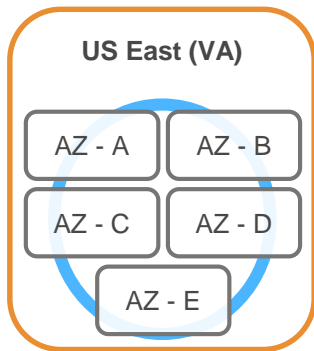 US East (VA)
AZ - A
AZ - B
AZ - C
AZ - D
AZ - E